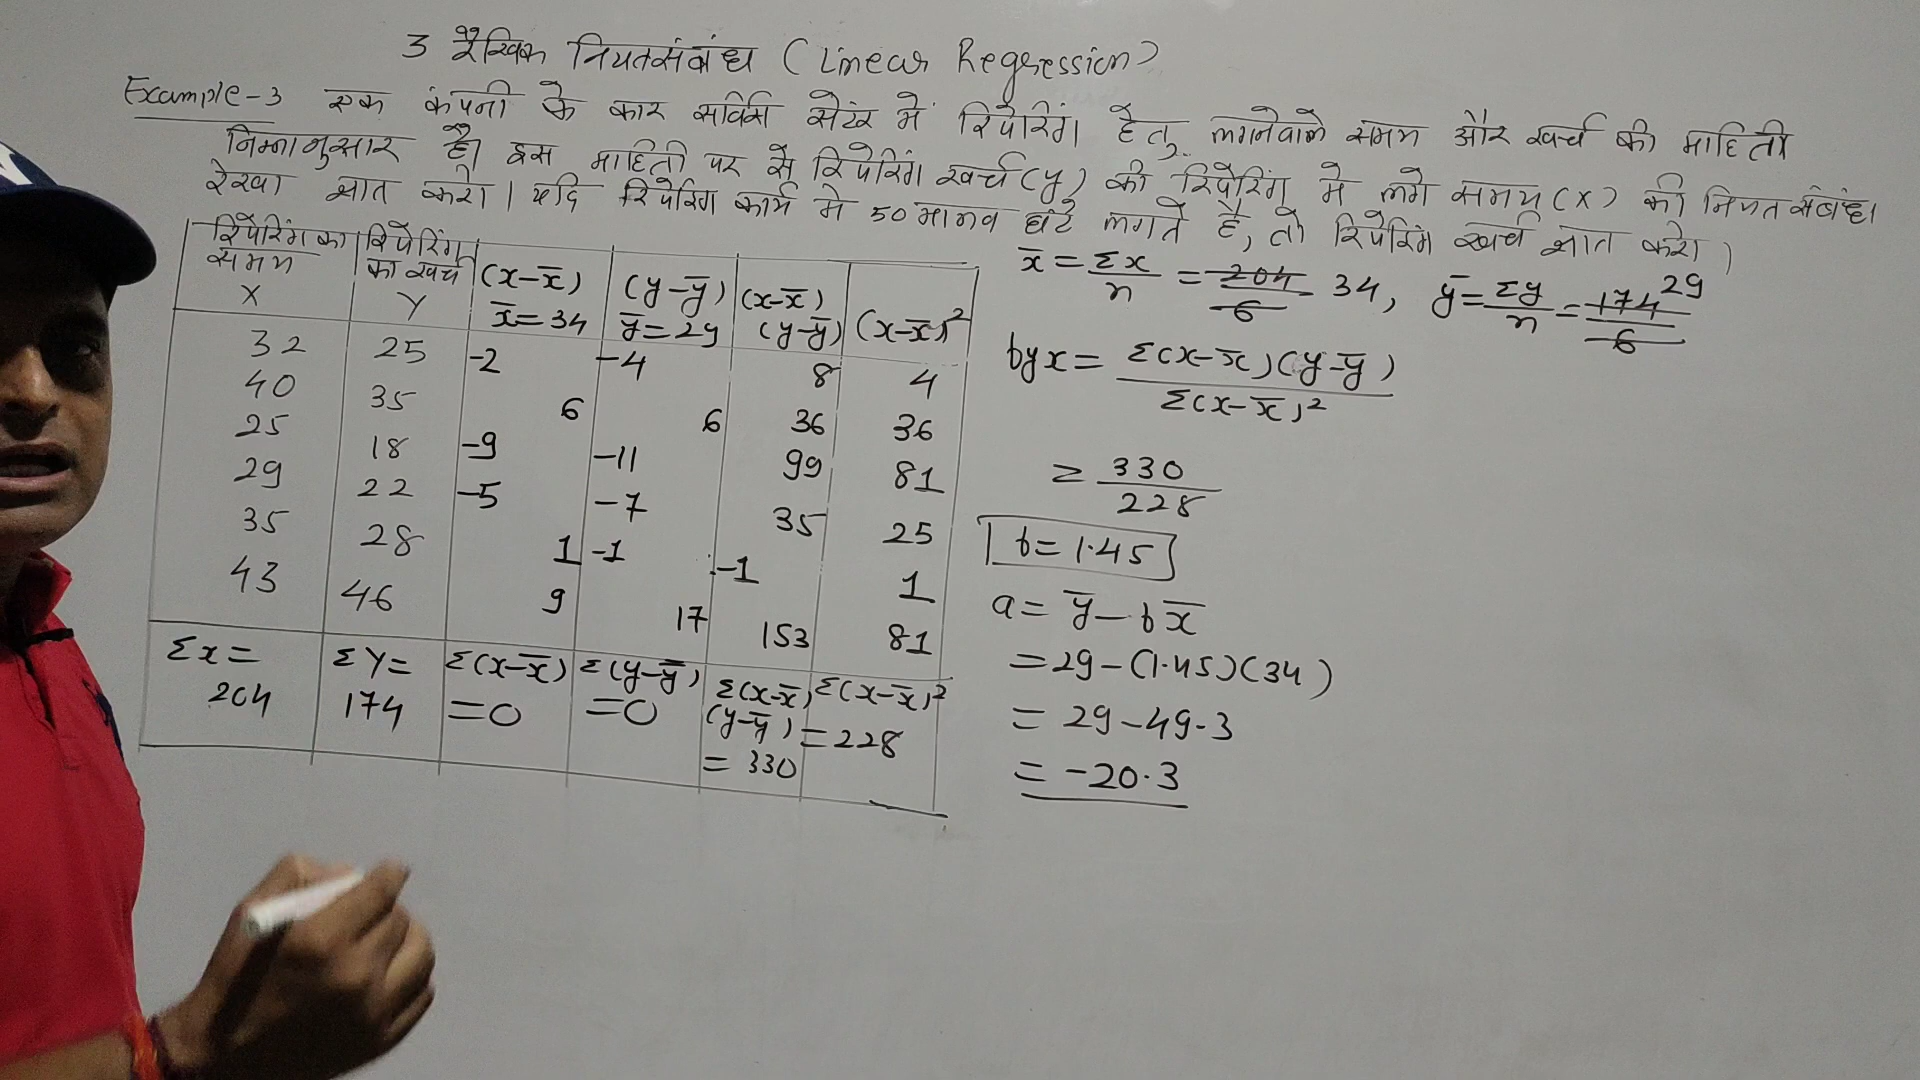 3 रैखिक नियतसंबंध (Linear Regression)
Example-3 एक कंपनी के कार सर्विस सेंटर में रिपेरिंग हेतु लगनेवाले समय और खर्च की माहिती
निम्नानुसार है। इस माहिती पर से रिपेरिंग खर्च (y) की रिपेरिंग में लगे समय (x) की नियतसंबंध
रेखा ज्ञात करो। यदि रिपेरिंग कार्य मे 50 मानव घंटे लगते है, तो रिपेरिंग खर्च ज्ञात करो।
रिपेरिंग का समय X | रिपेरिंग का खर्च Y | (x-x̅) x̅=34 | (y-y̅) y̅=29 | (x-x̅)(y-y̅) | (x-x̅)²
32 25 -2 -4 8 4
40 35 6 6 36 36
25 18 -9 -11 99 81
29 22 -5 -7 35 25
35 28 1 -1 -1 1
43 46 9 17 153 81
Σx= 204 ΣY= 174 Σ(x-x̅) =0 Σ(y-y̅) =0 Σ(x-x̅)(y-y̅) = 330 Σ(x-x̅)² =228
x̅ = Σx/n = 204/6 34, y̅ = Σy/n = 174/6 29
byx = Σ(x-x̅)(y-y̅) / Σ(x-x̅)²
= 330/228
b=1.45
a = y̅ - bx̅
=29-(1.45)(34)
= 29-49.3
= -20.3